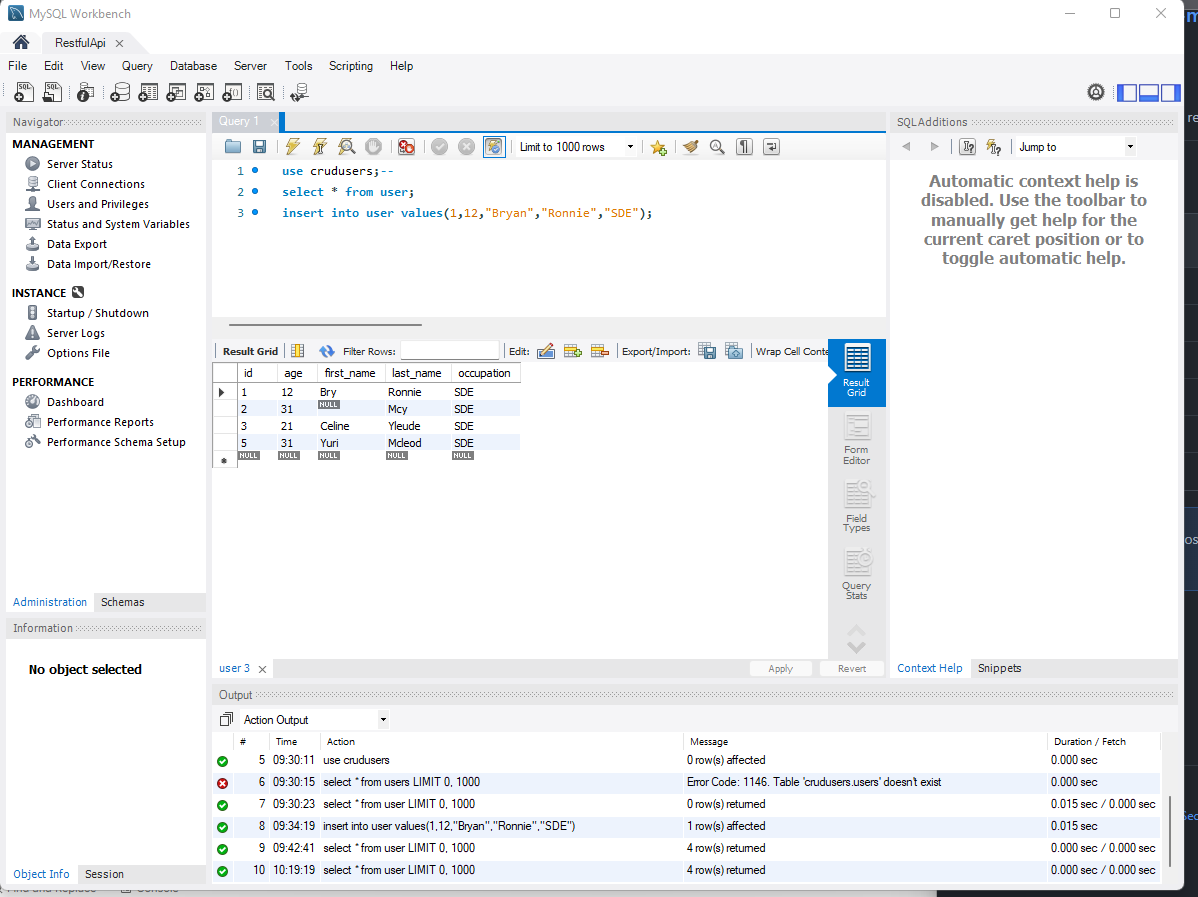 MySQL Workbench
RestfulApi
File Edit View Query Database Server Tools Scripting Help
Navigator
MANAGEMENT
Server Status
Client Connections
Users and Privileges
Status and System Variables
Data Export
Data Import/Restore
INSTANCE
Startup / Shutdown
Server Logs
Options File
PERFORMANCE
Dashboard
Performance Reports
Performance Schema Setup
Administration Schemas
Information
No object selected
Object Info Session
Query 1
Limit to 1000 rows
1 use crudusers;--
2 select * from user;
3 insert into user values(1,12,"Bryan","Ronnie","SDE");
Result Grid Filter Rows: Edit: Export/Import: Wrap Cell Conte
id age first_name last_name occupation
1 12 Bry Ronnie SDE
2 31 NULL Mcy SDE
3 21 Celine Yleude SDE
5 31 Yuri Mcleod SDE
NULL NULL NULL NULL NULL
Result
Grid
Form
Editor
Field
Types
Query
Stats
user 3 Apply Revert
SQLAdditions
Jump to
Automatic context help is
disabled. Use the toolbar to
manually get help for the
current caret position or to
toggle automatic help.
Context Help Snippets
Output
Action Output
# Time Action Message Duration / Fetch
5 09:30:11 use crudusers 0 row(s) affected 0.000 sec
6 09:30:15 select * from users LIMIT 0, 1000 Error Code: 1146. Table 'crudusers.users' doesn't exist 0.000 sec
7 09:30:23 select * from user LIMIT 0, 1000 0 row(s) returned 0.015 sec / 0.000 sec
8 09:34:19 insert into user values(1,12,"Bryan","Ronnie","SDE") 1 row(s) affected 0.015 sec
9 09:42:41 select * from user LIMIT 0, 1000 4 row(s) returned 0.000 sec / 0.000 sec
10 10:19:19 select * from user LIMIT 0, 1000 4 row(s) returned 0.000 sec / 0.000 sec